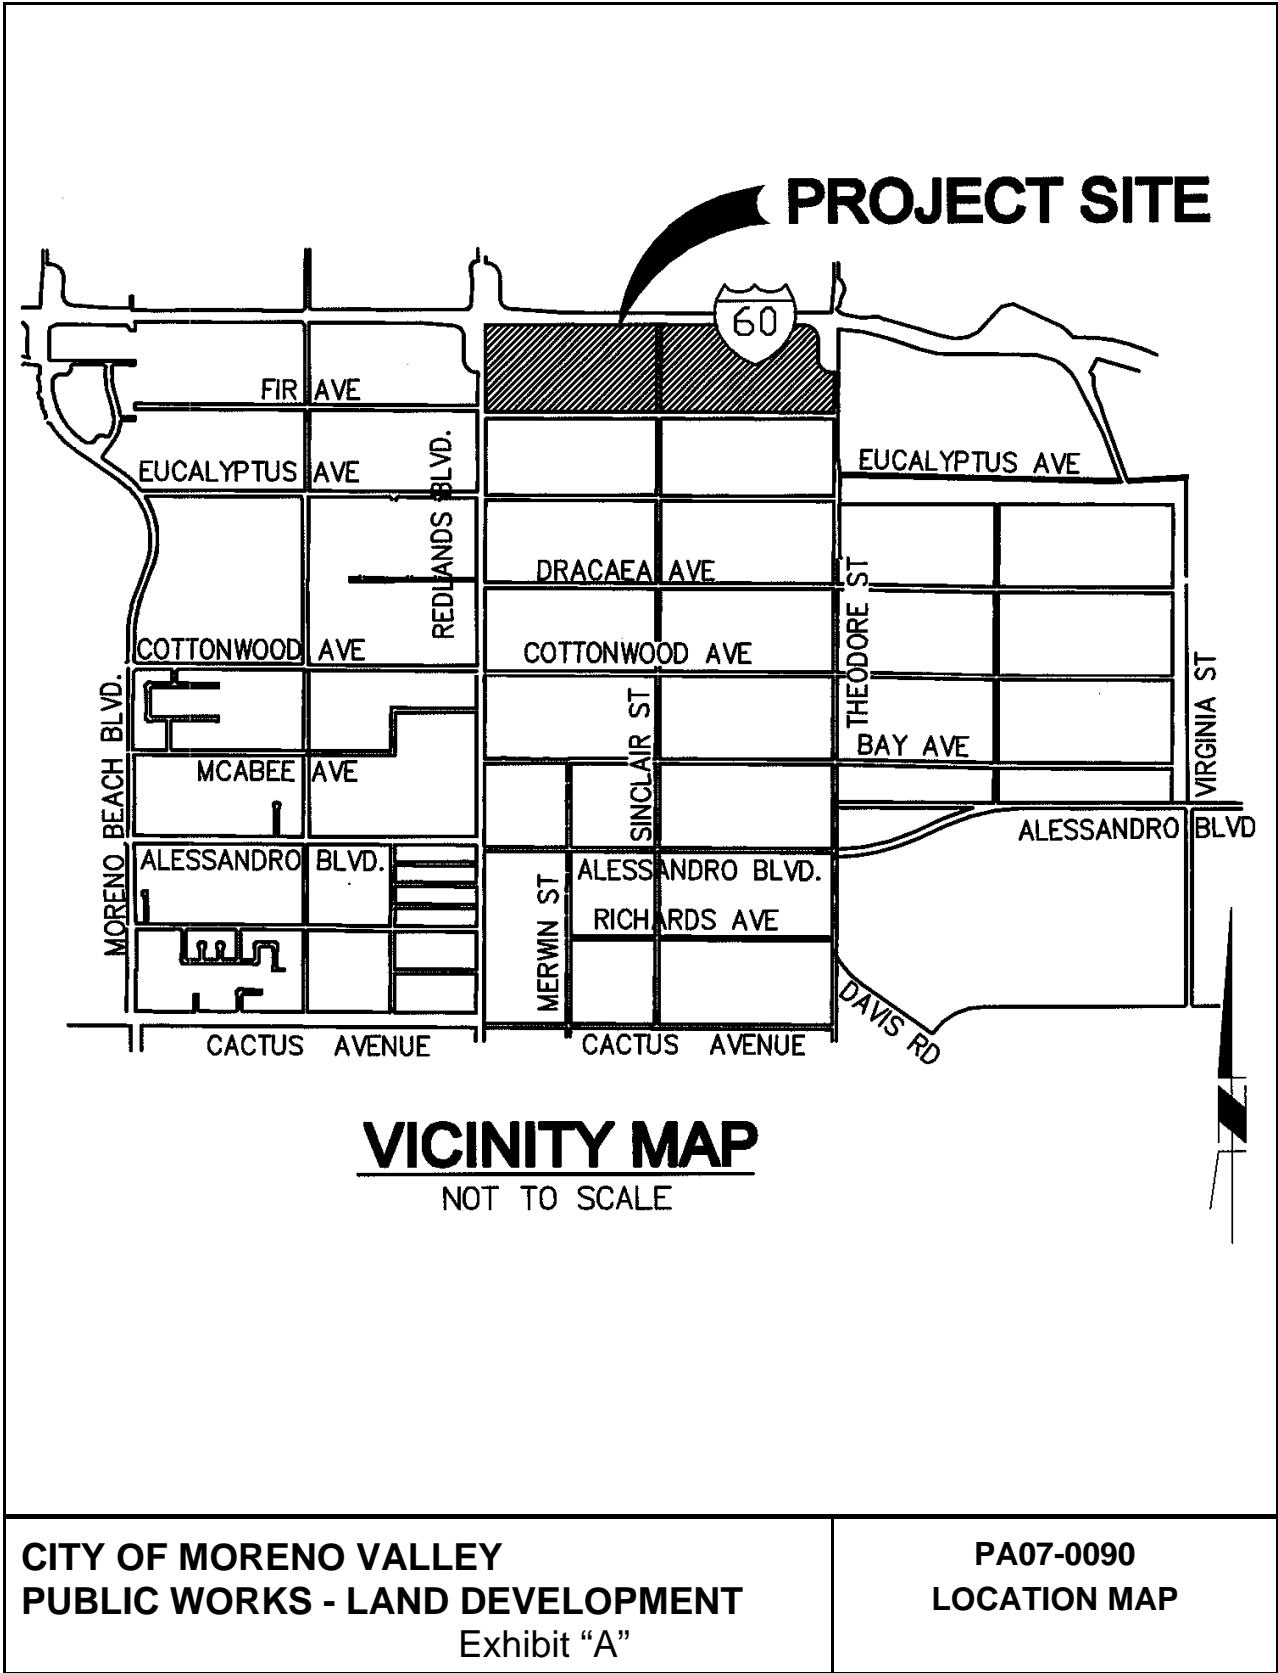 PROJECT SITE
60
FIR AVE
EUCALYPTUS AVE
REDLANDS BLVD.
EUCALYPTUS AVE
DRACAEA AVE
THEODORE ST
COTTONWOOD AVE
COTTONWOOD AVE
MORENO BEACH BLVD.
SINCLAIR ST
VIRGINIA ST
BAY AVE
MCABEE AVE
ALESSANDRO BLVD
ALESSANDRO BLVD.
ALESSANDRO BLVD.
MERWIN ST
RICHARDS AVE
DAVIS RD
CACTUS AVENUE
CACTUS AVENUE
N
VICINITY MAP
NOT TO SCALE
CITY OF MORENO VALLEY
PUBLIC WORKS - LAND DEVELOPMENT
Exhibit “A”
PA07-0090
LOCATION MAP